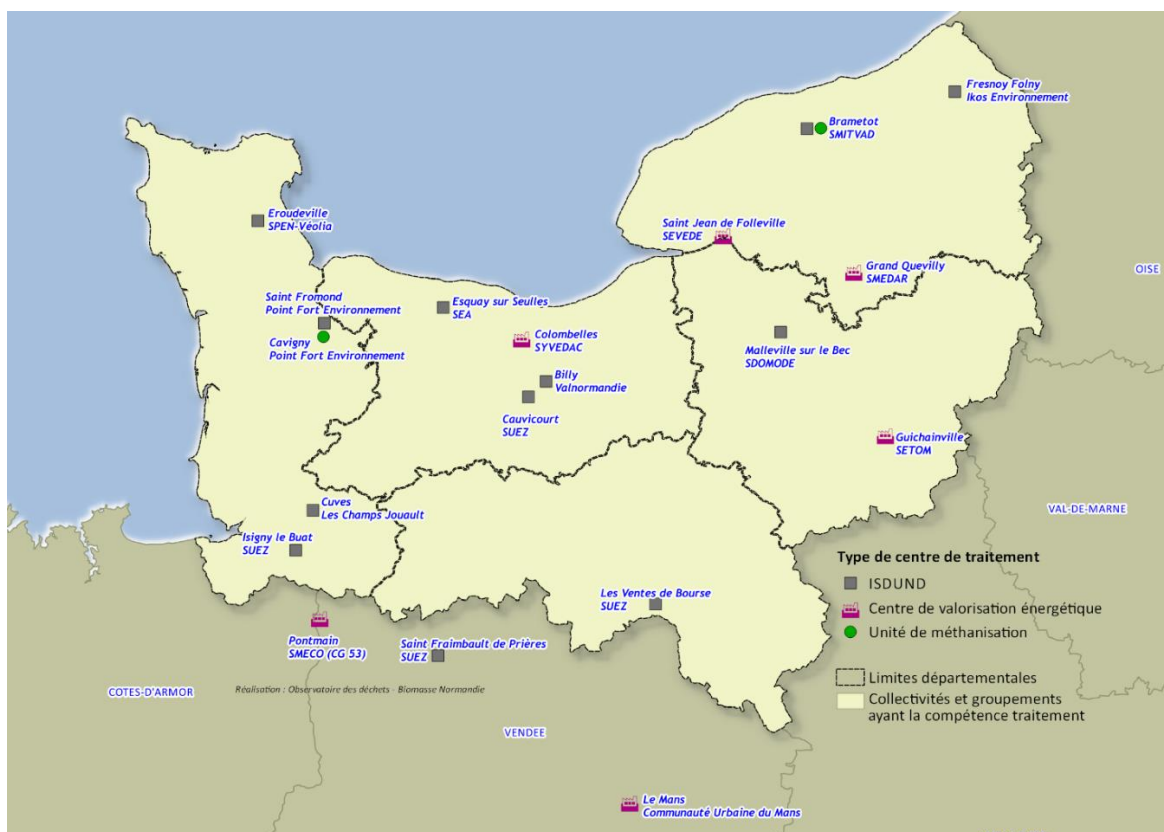 Fresnoy Folny
Ikos Environnement
Brametot
SMITVAD
Eroudeville
SPEN-Véolia
Saint Jean de Folleville
SEVEDE
Grand Quevilly
SMEDAR
OISE
Saint Fromond
Point Fort Environnement
Esquay sur Seulles
SEA
Cavigny
Point Fort Environnement
Colombelles
SYVEDAC
Malleville sur le Bec
SDOMODE
Billy
Valnormandie
Cauvicourt
SUEZ
Guichainville
SETOM
Cuves
Les Champs Jouault
VAL-DE-MARNE
Isigny le Buat
SUEZ
Type de centre de traitement
ISDUND
Centre de valorisation énergétique
Unité de méthanisation
Limites départementales
Collectivités et groupements
ayant la compétence traitement
Les Ventes de Bourse
SUEZ
Pontmain
SMECO (CG 53)
Saint Fraimbault de Prières
SUEZ
COTES-D'ARMOR
Réalisation : Observatoire des déchets - Biomasse Normandie
VENDEE
Le Mans
Communauté Urbaine du Mans